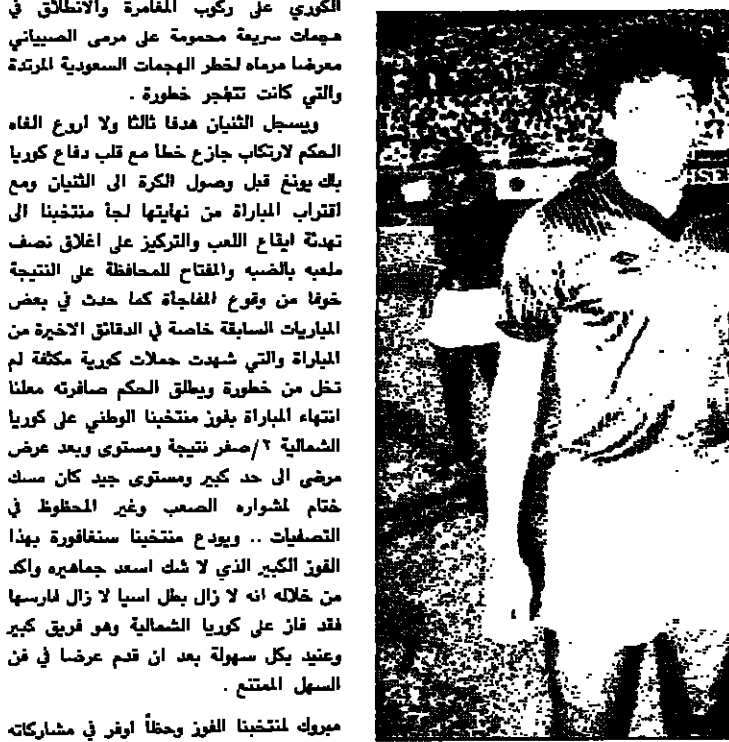 الكوري على ركوب المغامرة والانطلاق في
هجمات سريعة محمومة على مرمى الصبياني
معرضا مرماه لخطر الهجمات السعودية المرتدة
والتي كانت تتفجر خطورة .
ويسجل الثنيان هدفا ثالثا ولا اروع الغاه
الحكم لارتكاب جازع خطأ مع قلب دفاع كوريا
باك يونغ قبل وصول الكرة الى الثنيان ومع
اقتراب المباراة من نهايتها لجأ منتخبنا الى
تهدئة ايقاع اللعب والتركيز على اغلاق نصف
ملعبه بالضبه والمفتاح للمحافظة على النتيجة
خوفا من وقوع المفاجأة كما حدث في بعض
المباريات السابقة خاصة في الدقائق الاخيرة من
المباراة والتي شهدت حملات كورية مكثفة لم
تخل من خطورة ويطلق الحكم صافرته معلنا
انتهاء المباراة بفوز منتخبنا الوطني على كوريا
الشمالية ٢/صفر نتيجة ومستوى وبعد عرض
مرضى الى حد كبير ومستوى جيد كان مسك
ختام لمشواره الصعب وغير المحظوظ في
التصفيات .. ويودع منتخبنا سنغافورة بهذا
الفوز الكبير الذي لا شك اسعد جماهيره واكد
من خلاله انه لا زال بطل اسيا لا زال فارسها
فقد فاز على كوريا الشمالية وهو فريق كبير
وعنيد بكل سهولة بعد ان قدم عرضا في فن
السهل الممتنع .
مبروك لمنتخبنا الفوز وحظاً اوفر في مشاركاته